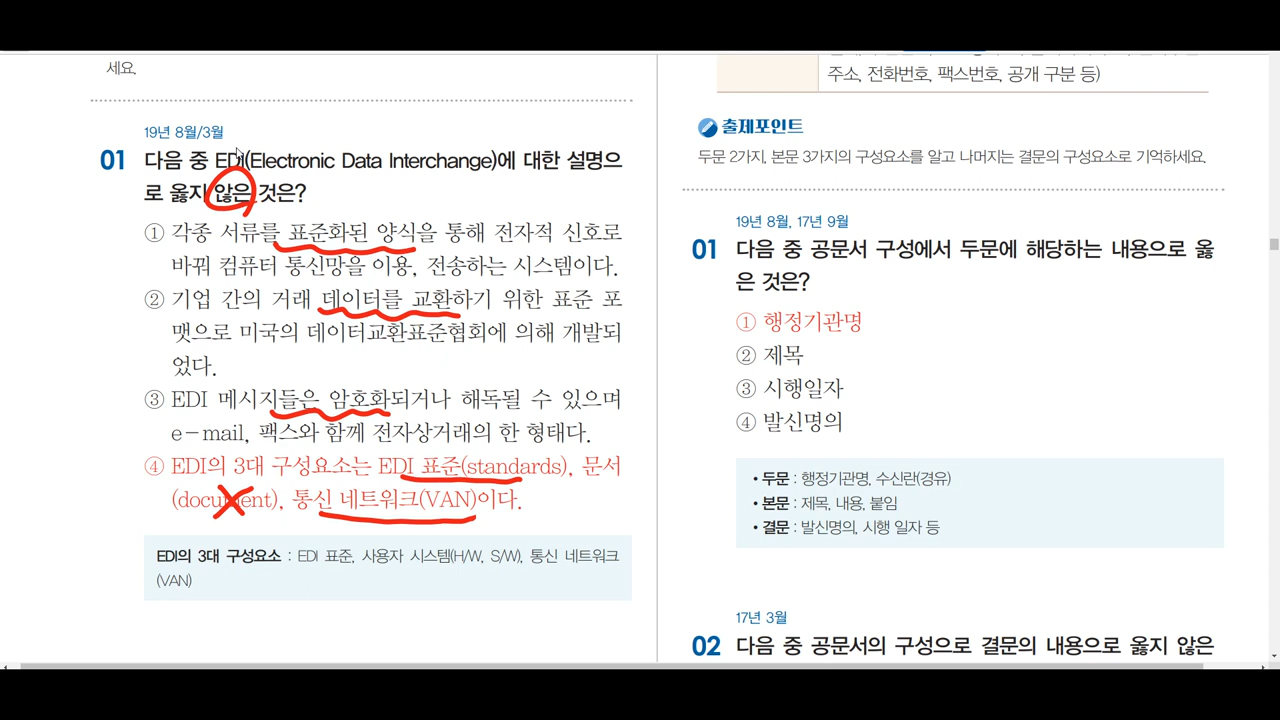 세요.
19년 8월/3월
01 다음 중 EDI(Electronic Data Interchange)에 대한 설명으
로 옳지 않은 것은?
① 각종 서류를 표준화된 양식을 통해 전자적 신호로
바꿔 컴퓨터 통신망을 이용, 전송하는 시스템이다.
② 기업 간의 거래 데이터를 교환하기 위한 표준 포
맷으로 미국의 데이터교환표준협회에 의해 개발되
었다.
③ EDI 메시지들은 암호화되거나 해독될 수 있으며
e-mail, 팩스와 함께 전자상거래의 한 형태다.
④ EDI의 3대 구성요소는 EDI 표준(standards), 문서
(document), 통신 네트워크(VAN)이다.
EDI의 3대 구성요소 : EDI 표준, 사용자 시스템(H/W, S/W), 통신 네트워크
(VAN)
주소, 전화번호, 팩스번호, 공개 구분 등)
출제포인트
두문 2가지, 본문 3가지의 구성요소를 알고 나머지는 결문의 구성요소로 기억하세요.
19년 8월, 17년 9월
01 다음 중 공문서 구성에서 두문에 해당하는 내용으로 옳
은 것은?
① 행정기관명
② 제목
③ 시행일자
④ 발신명의
• 두문 : 행정기관명, 수신란(경유)
• 본문 : 제목, 내용, 붙임
• 결문 : 발신명의, 시행 일자 등
17년 3월
02 다음 중 공문서의 구성으로 결문의 내용으로 옳지 않은